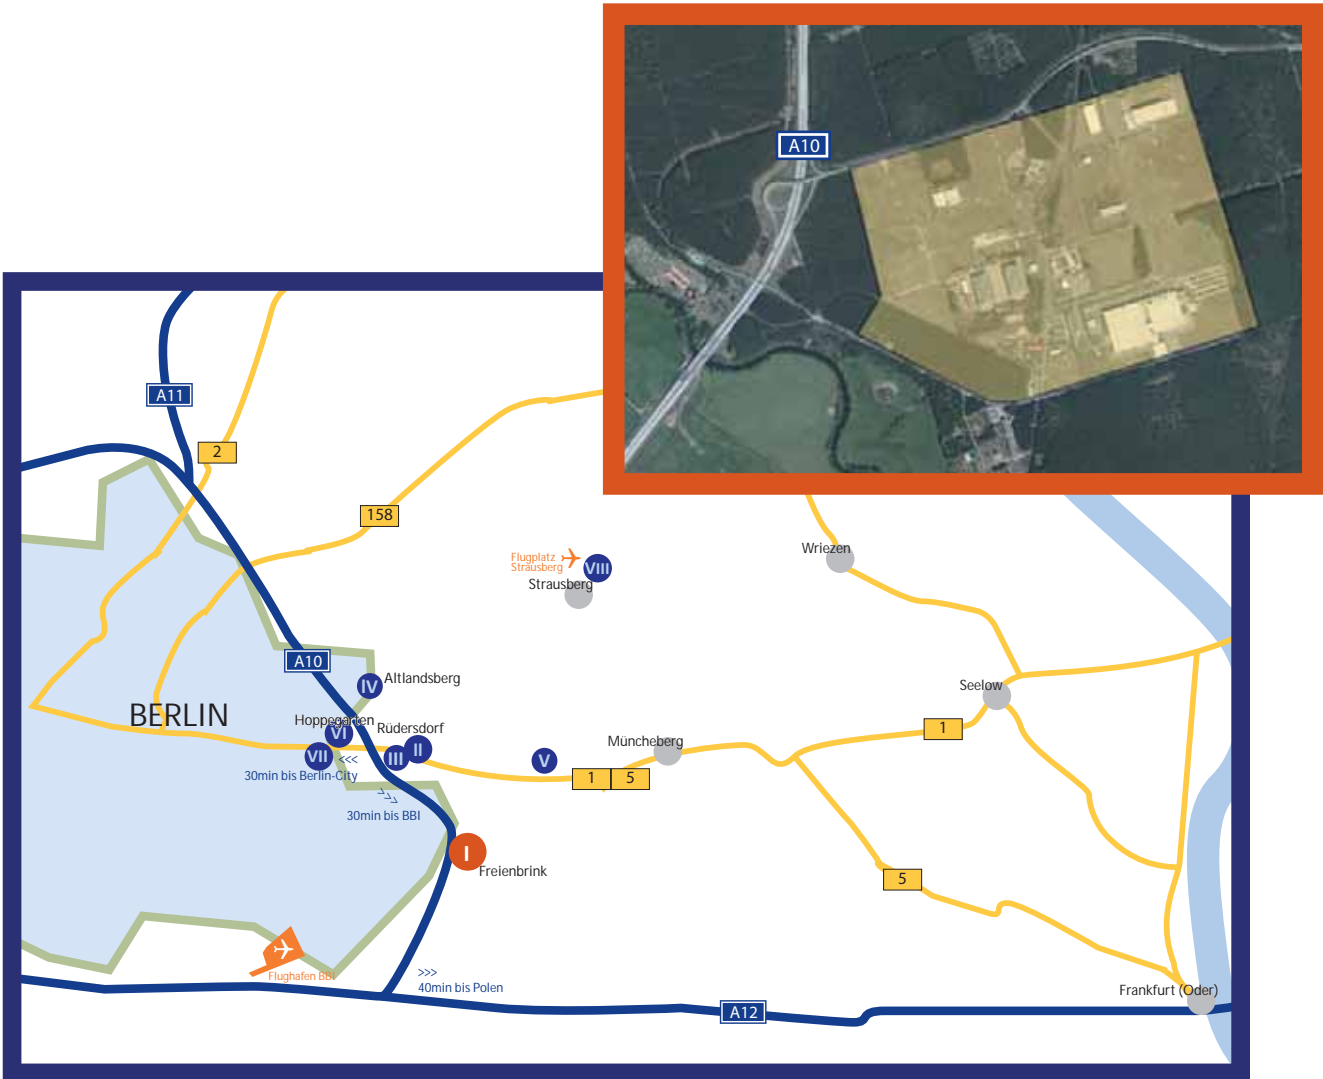 A10
A11
2
158
Flugplatz
Strausberg
VIII
Strausberg
Wriezen
A10
IV
Altlandsberg
Seelow
BERLIN
Hoppegarten
VI
Rüdersdorf
II
III
VII
<<<
30min bis Berlin-City
>>>
30min bis BBI
V
Müncheberg
1
1
5
I
Freienbrink
5
Flughafen BBI
>>>
40min bis Polen
Frankfurt (Oder)
A12